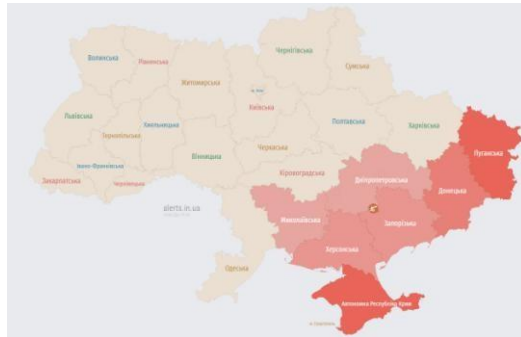 Чернігівська
Волинська
Рівненська
Сумська
Житомирська
м. Київ
Київська
Львівська
Полтавська
Харківська
Тернопільська
Хмельницька
Черкаська
Луганська
Вінницька
Івано-Франківська
Кіровоградська
Дніпропетровська
Закарпатська
Чернівецька
Донецька
alerts.in.ua
Миколаївська
Запорізька
Херсонська
Одеська
Автономна Республіка Крим